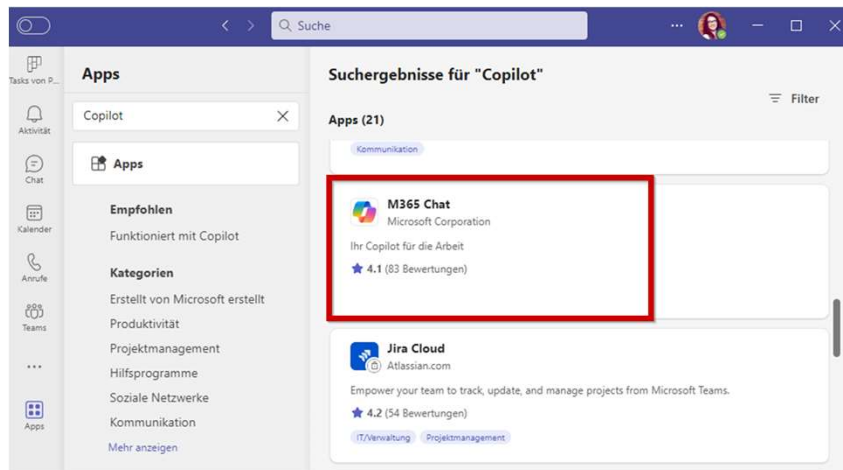 Suche
Tasks von P...
Aktivität
Chat
Kalender
Anrufe
Teams
Apps
Apps
Copilot
Apps
Empfohlen
Funktioniert mit Copilot
Kategorien
Erstellt von Microsoft erstellt
Produktivität
Projektmanagement
Hilfsprogramme
Soziale Netzwerke
Kommunikation
Mehr anzeigen
Suchergebnisse für "Copilot"
Filter
Apps (21)
Kommunikation
M365 Chat
Microsoft Corporation
Ihr Copilot für die Arbeit
4.1 (83 Bewertungen)
Jira Cloud
Atlassian.com
Empower your team to track, update, and manage projects from Microsoft Teams.
4.2 (54 Bewertungen)
IT/Verwaltung Projektmanagement